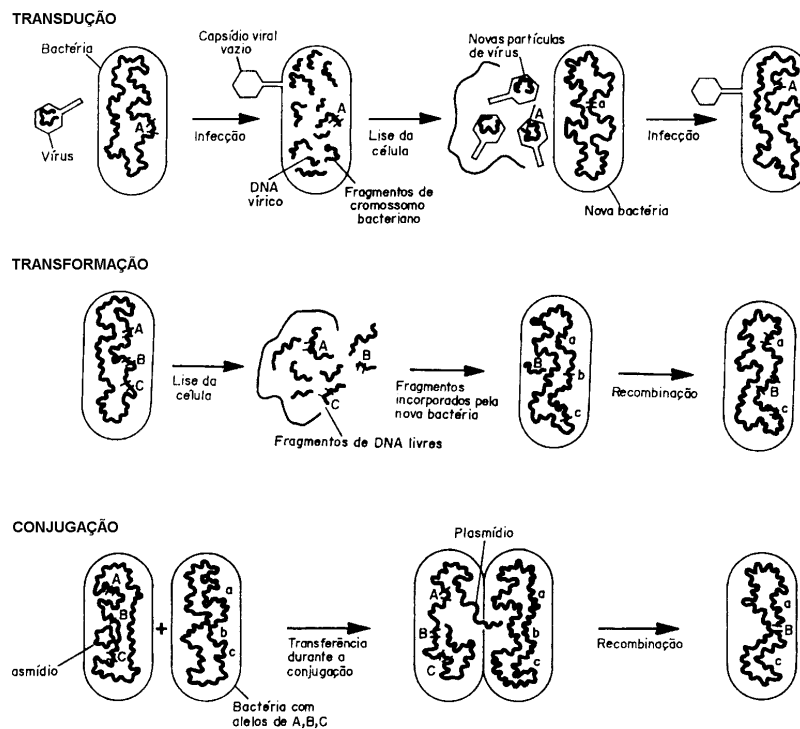 TRANSDUÇÃO
Bactéria
Capsídio viral
vazio
Novas partículas
de vírus
A
Vírus
Infecção
A
DNA
vírico
Fragmentos de
cromossomo
bacteriano
Lise da
célula
A
a
Nova bactéria
Infecção
A
TRANSFORMAÇÃO
A
B
C
Lise da
célula
A
B
C
Fragmentos de DNA livres
Fragmentos
incorporados pela
nova bactéria
a
B
b
c
Recombinação
a
B
c
CONJUGAÇÃO
A
B
C
asmídio
+
a
b
c
Bactéria com
alelos de A,B,C
Transferência
durante a
conjugação
Plasmídio
A
B
C
a
b
c
Recombinação
a
B
c